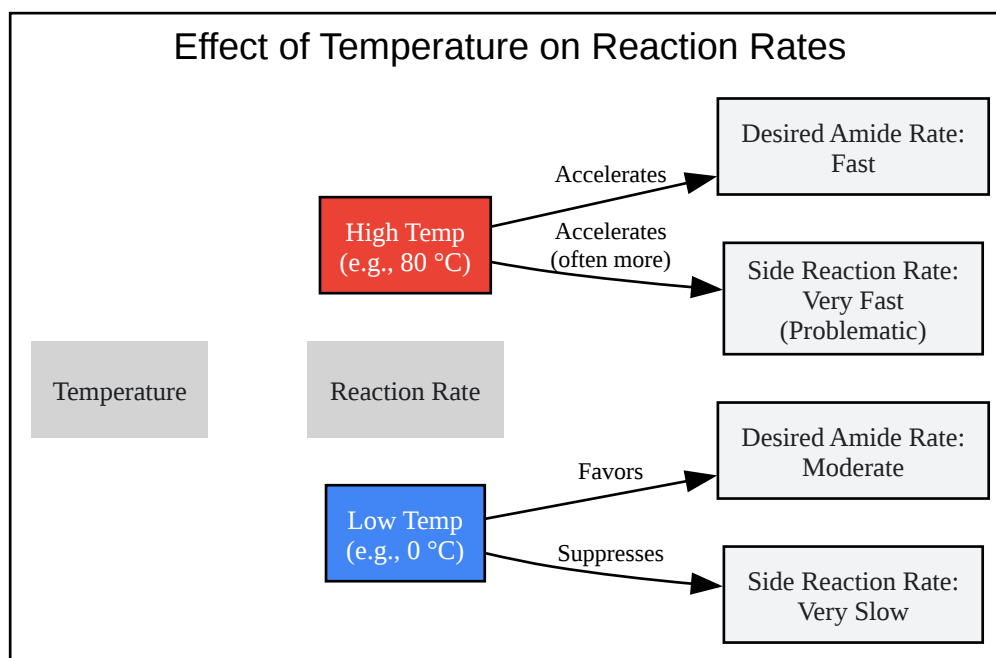 Effect of Temperature on Reaction Rates
Desired Amide Rate:
Fast
Accelerates
High Temp
(e.g., 80 °C)
Accelerates
(often more)
Side Reaction Rate:
Very Fast
(Problematic)
Temperature
Reaction Rate
Desired Amide Rate:
Moderate
Favors
Low Temp
(e.g., 0 °C)
Suppresses
Side Reaction Rate:
Very Slow